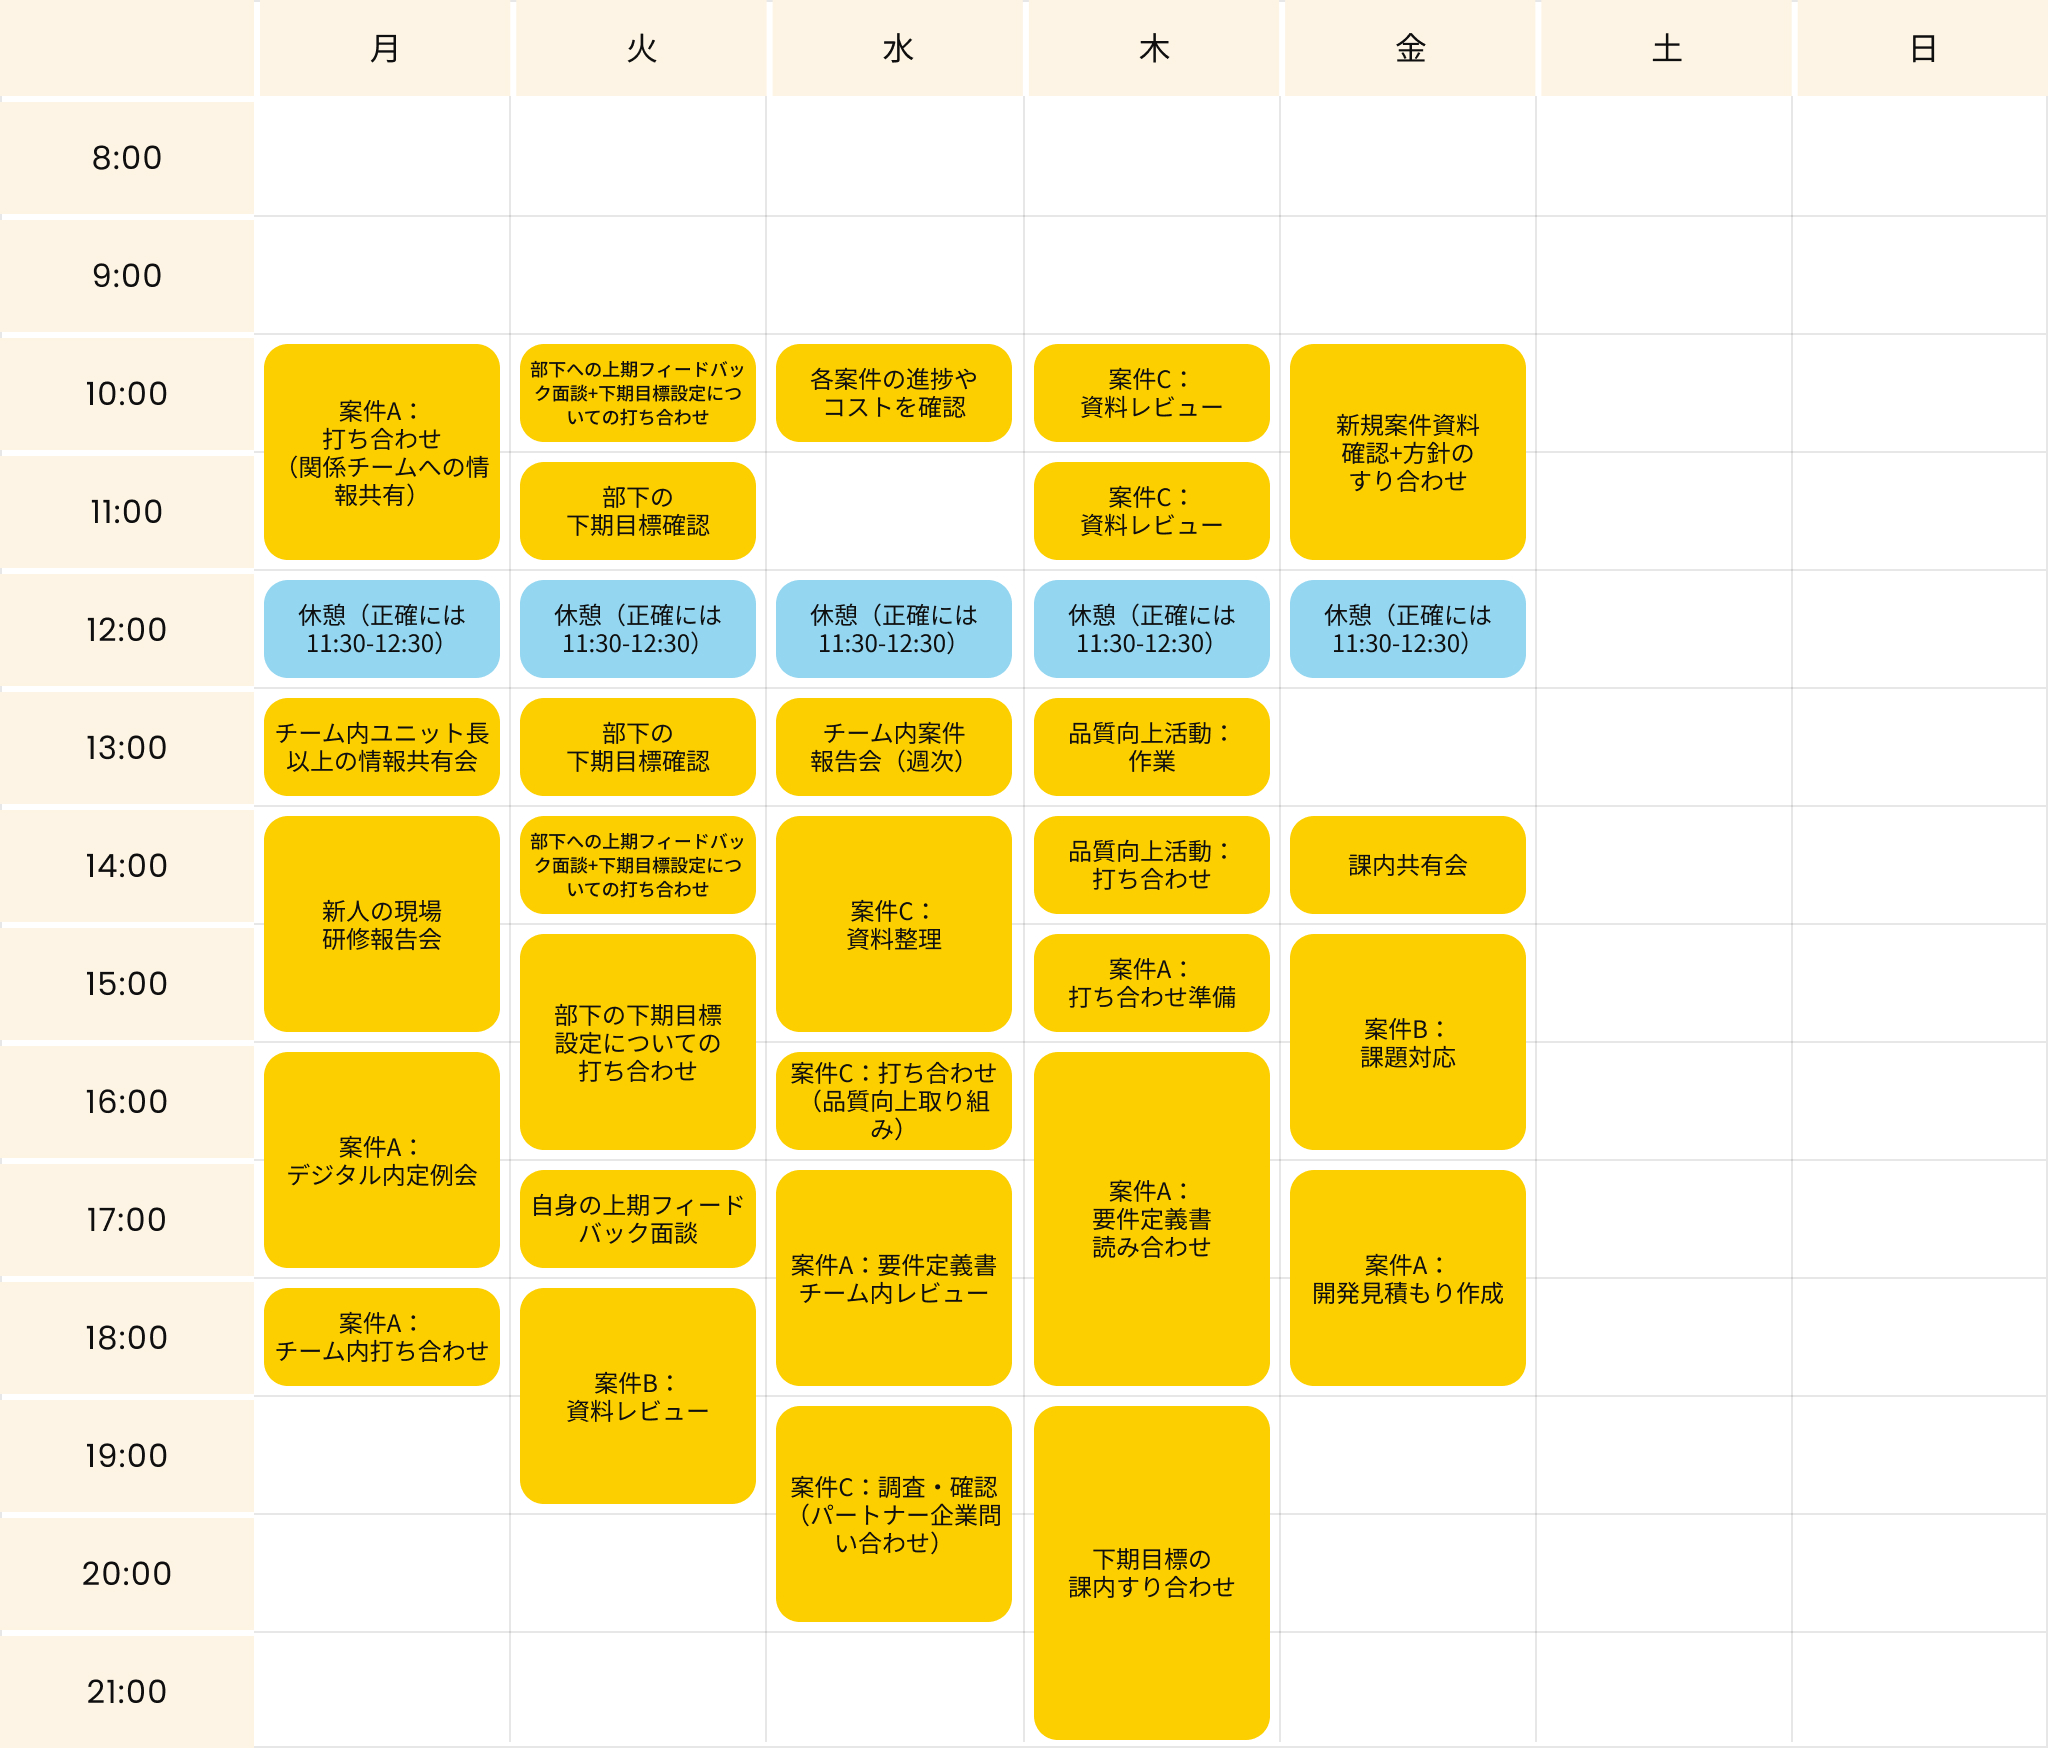 月 火 水 木 金 土 日
8:00
9:00
10:00
11:00
12:00
13:00
14:00
15:00
16:00
17:00
18:00
19:00
20:00
21:00
案件A：
打ち合わせ
（関係チームへの情
報共有）
休憩（正確には
11:30-12:30）
チーム内ユニット長
以上の情報共有会
新人の現場
研修報告会
案件A：
デジタル内定例会
案件A：
チーム内打ち合わせ
部下への上期フィードバッ
ク面談+下期目標設定につ
いての打ち合わせ
部下の
下期目標確認
休憩（正確には
11:30-12:30）
部下の
下期目標確認
部下への上期フィードバッ
ク面談+下期目標設定につ
いての打ち合わせ
部下の下期目標
設定についての
打ち合わせ
自身の上期フィード
バック面談
案件B：
資料レビュー
各案件の進捗や
コストを確認
休憩（正確には
11:30-12:30）
チーム内案件
報告会（週次）
案件C：
資料整理
案件C：打ち合わせ
（品質向上取り組
み）
案件A：要件定義書
チーム内レビュー
案件C：調査・確認
（パートナー企業問
い合わせ）
案件C：
資料レビュー
案件C：
資料レビュー
休憩（正確には
11:30-12:30）
品質向上活動：
作業
品質向上活動：
打ち合わせ
案件A：
打ち合わせ準備
案件A：
要件定義書
読み合わせ
下期目標の
課内すり合わせ
新規案件資料
確認+方針の
すり合わせ
休憩（正確には
11:30-12:30）
課内共有会
案件B：
課題対応
案件A：
開発見積もり作成